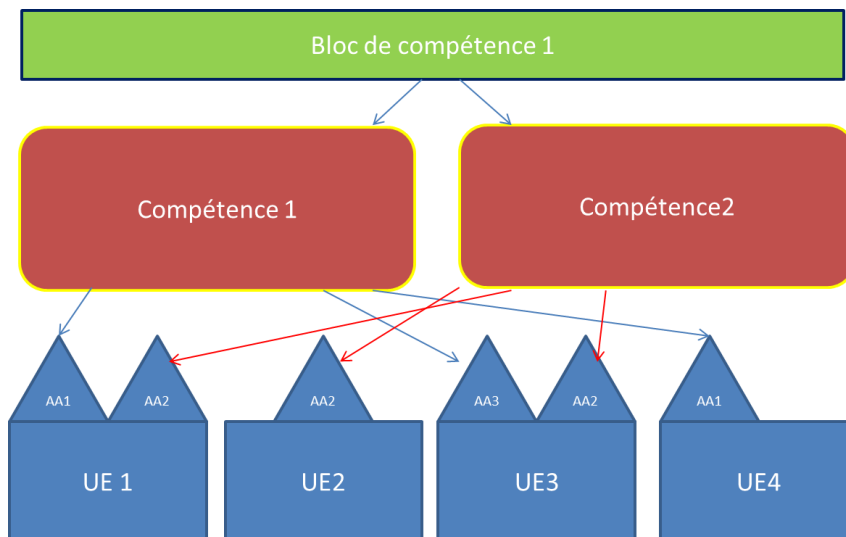 Bloc de compétence 1
Compétence 1
Compétence2
AA1
AA2
AA2
AA3
AA2
AA1
UE 1
UE2
UE3
UE4